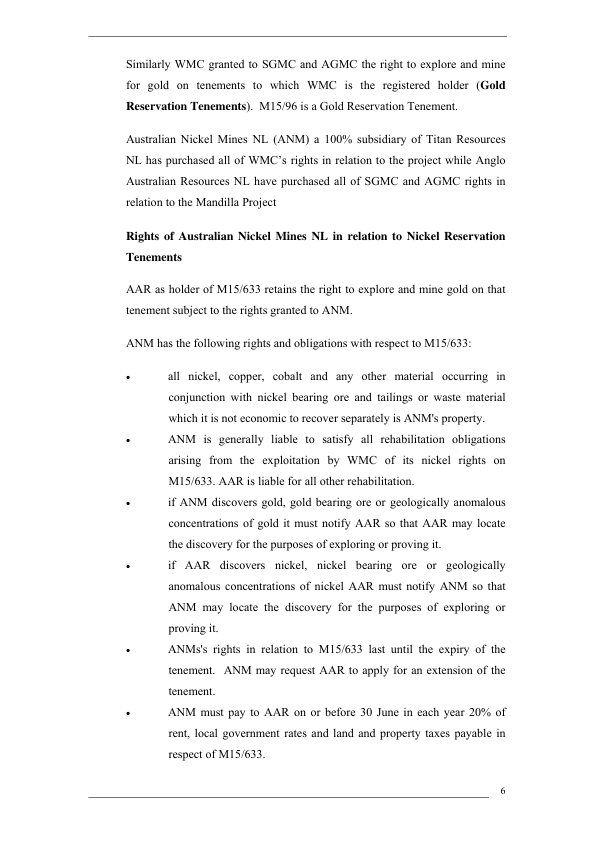 Similarly WMC granted to SGMC and AGMC the right to explore and mine
for gold on tenements to which WMC is the registered holder (Gold
Reservation Tenements).  M15/96 is a Gold Reservation Tenement.
Australian Nickel Mines NL (ANM) a 100% subsidiary of Titan Resources
NL has purchased all of WMC’s rights in relation to the project while Anglo
Australian Resources NL have purchased all of SGMC and AGMC rights in
relation to the Mandilla Project
Rights of Australian Nickel Mines NL in relation to Nickel Reservation
Tenements
AAR as holder of M15/633 retains the right to explore and mine gold on that
tenement subject to the rights granted to ANM.
ANM has the following rights and obligations with respect to M15/633:
• all nickel, copper, cobalt and any other material occurring in
conjunction with nickel bearing ore and tailings or waste material
which it is not economic to recover separately is ANM's property.
• ANM is generally liable to satisfy all rehabilitation obligations
arising from the exploitation by WMC of its nickel rights on
M15/633. AAR is liable for all other rehabilitation.
• if ANM discovers gold, gold bearing ore or geologically anomalous
concentrations of gold it must notify AAR so that AAR may locate
the discovery for the purposes of exploring or proving it.
• if AAR discovers nickel, nickel bearing ore or geologically
anomalous concentrations of nickel AAR must notify ANM so that
ANM may locate the discovery for the purposes of exploring or
proving it.
• ANMs's rights in relation to M15/633 last until the expiry of the
tenement.  ANM may request AAR to apply for an extension of the
tenement.
• ANM must pay to AAR on or before 30 June in each year 20% of
rent, local government rates and land and property taxes payable in
respect of M15/633.
6